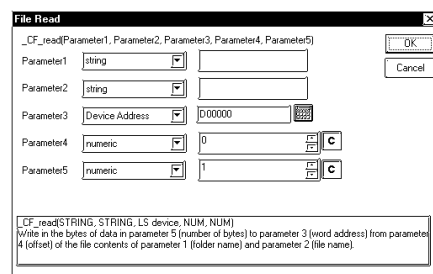 File Read
_CF_read(Parameter1, Parameter2, Parameter3, Parameter4, Parameter5)
OK
Cancel
Parameter1 string
Parameter2 string
Parameter3 Device Address D00000
Parameter4 numeric 0 C
Parameter5 numeric 1 C
_CF_read(STRING, STRING, LS device, NUM, NUM)
Write in the bytes of data in parameter 5 (number of bytes) to parameter 3 (word address) from parameter
4 (offset) of the file contents of parameter 1 (folder name) and parameter 2 (file name).